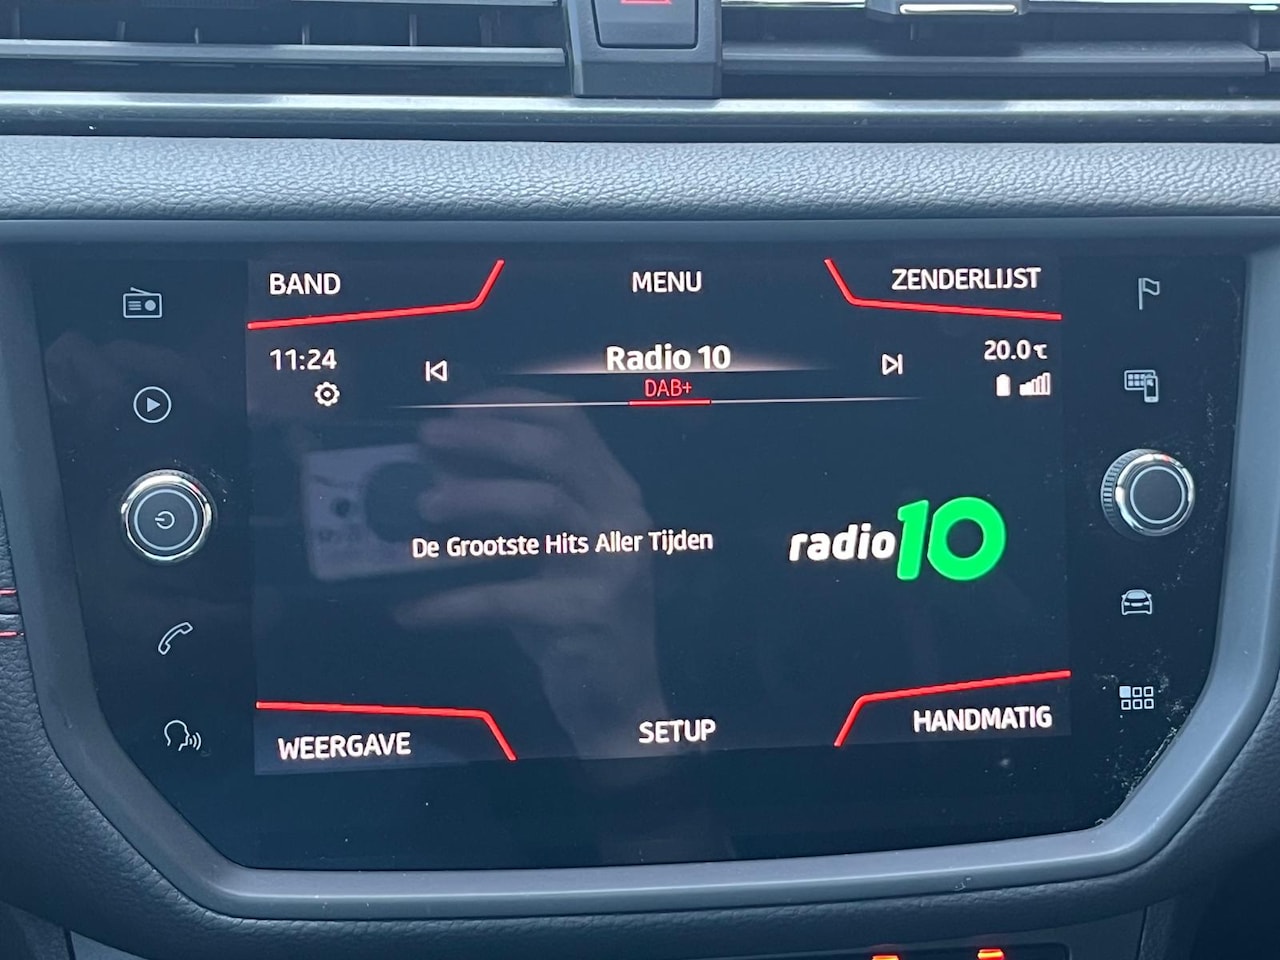 BAND
MENU
ZENDERLIJST
11:24
Radio 10
20.0℃
DAB+
De Grootste Hits Aller Tijden
radio10
WEERGAVE
SETUP
HANDMATIG